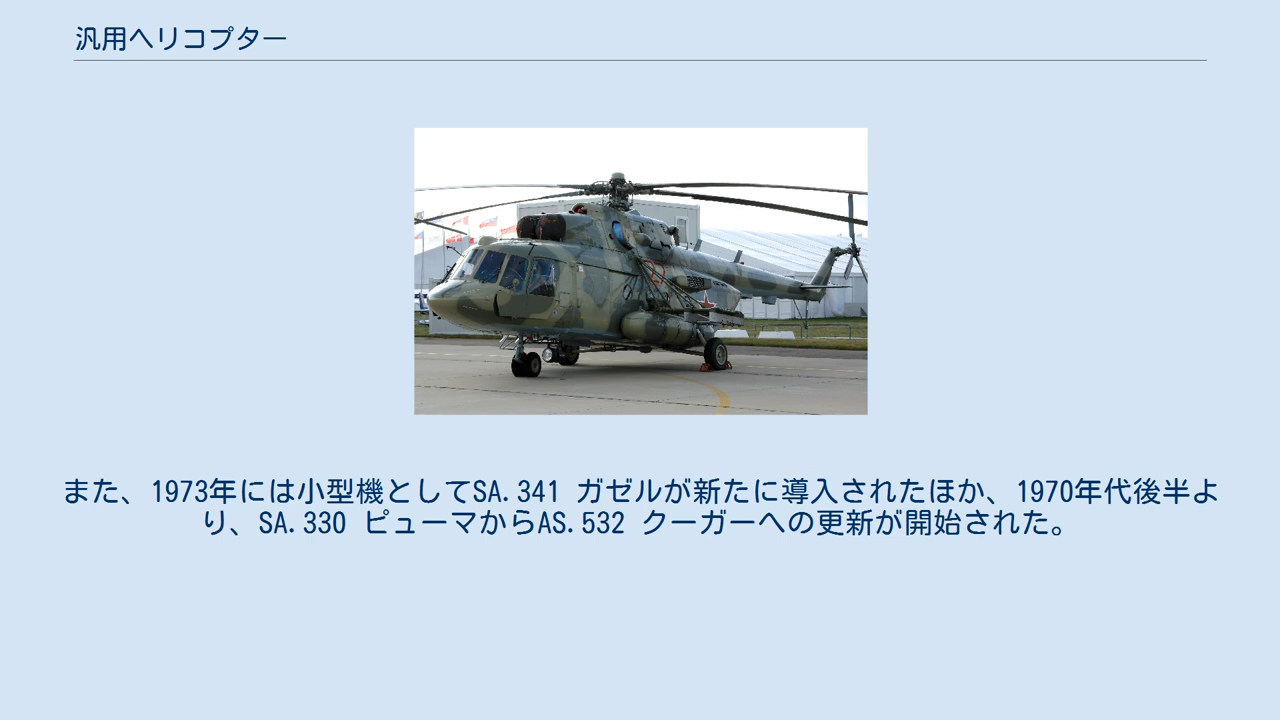 汎用ヘリコプター
また、1973年には小型機としてSA.341 ガゼルが新たに導入されたほか、1970年代後半よ
り、SA.330 ピューマからAS.532 クーガーへの更新が開始された。